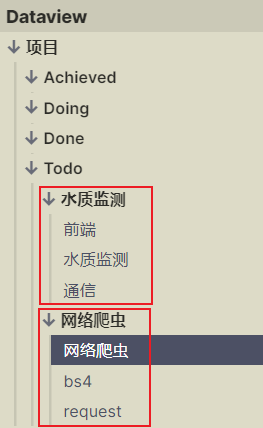 Dataview
项目
Achieved
Doing
Done
Todo
水质监测
前端
水质监测
通信
网络爬虫
网络爬虫
bs4
request